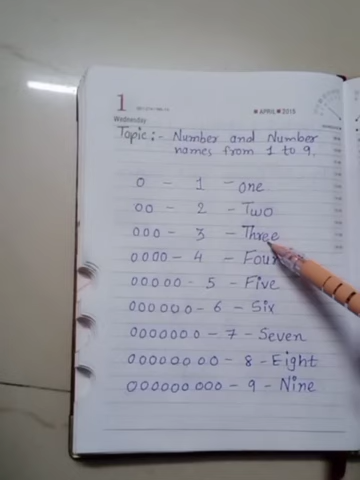 1
Wednesday
APRIL 2015
Topic :- Number and Number
names from 1 to 9.
0 - 1 - one
00 - 2 - Two
000 - 3 - Three
0000 - 4 - Four
00000 - 5 - Five
000000 - 6 - Six
0000000 - 7 - Seven
00000000 - 8 - Eight
000000000 - 9 - Nine